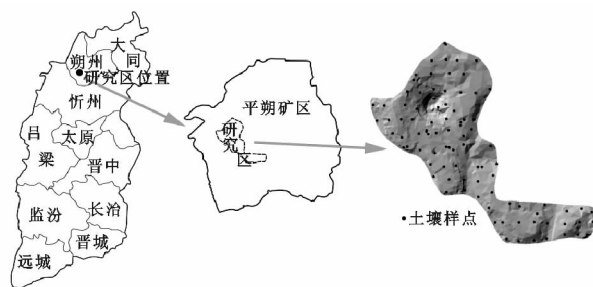 大
同
朔州
研究区位置
忻州
吕
梁
太原
晋中
监汾
长治
晋城
远城
平朔矿区
研
究
区
土壤样点